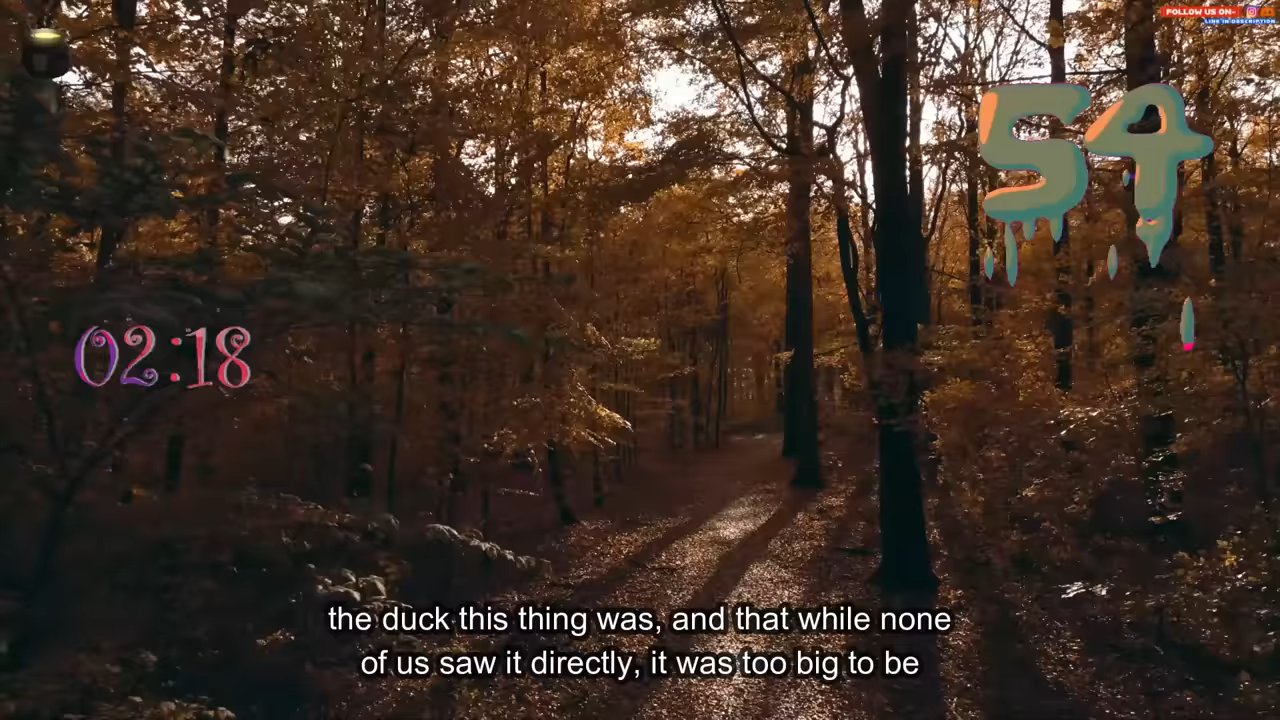 FOLLOW US ON-
LINK IN DESCRIPTION
54
02:18
the duck this thing was, and that while none
of us saw it directly, it was too big to be